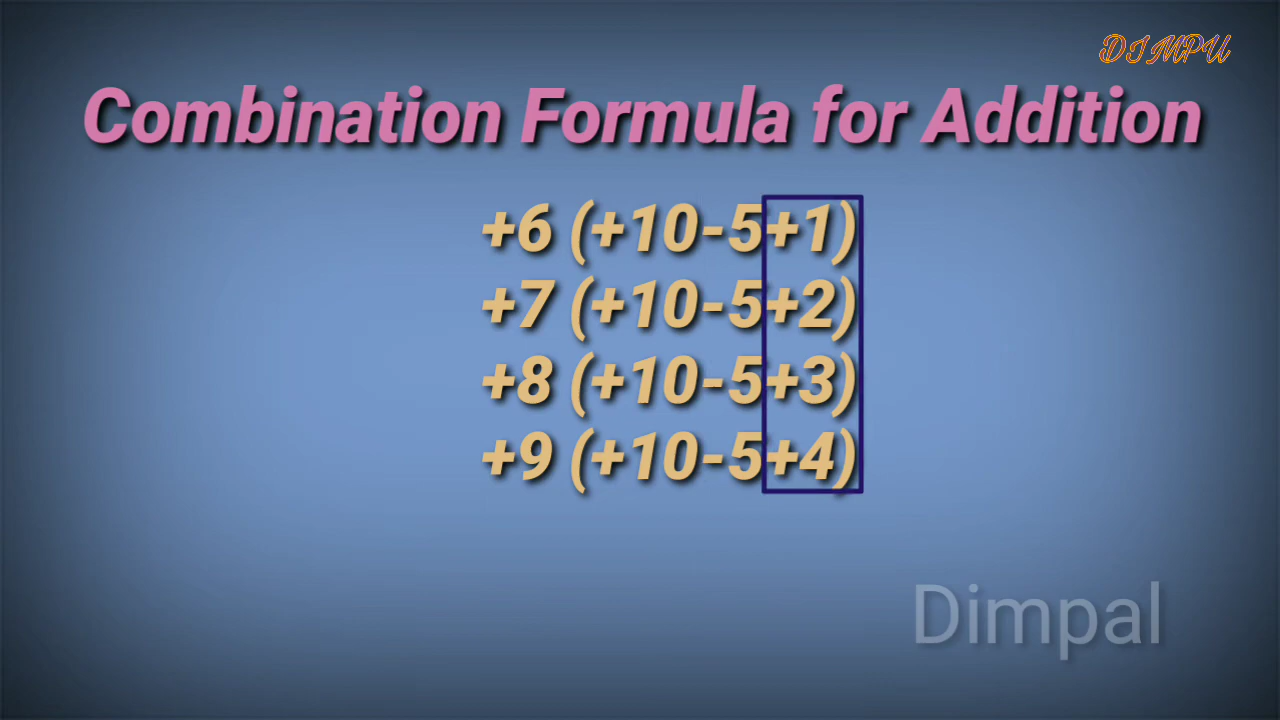 DIMPU
Combination Formula for Addition
+6 (+10-5+1)
+7 (+10-5+2)
+8 (+10-5+3)
+9 (+10-5+4)
Dimpal